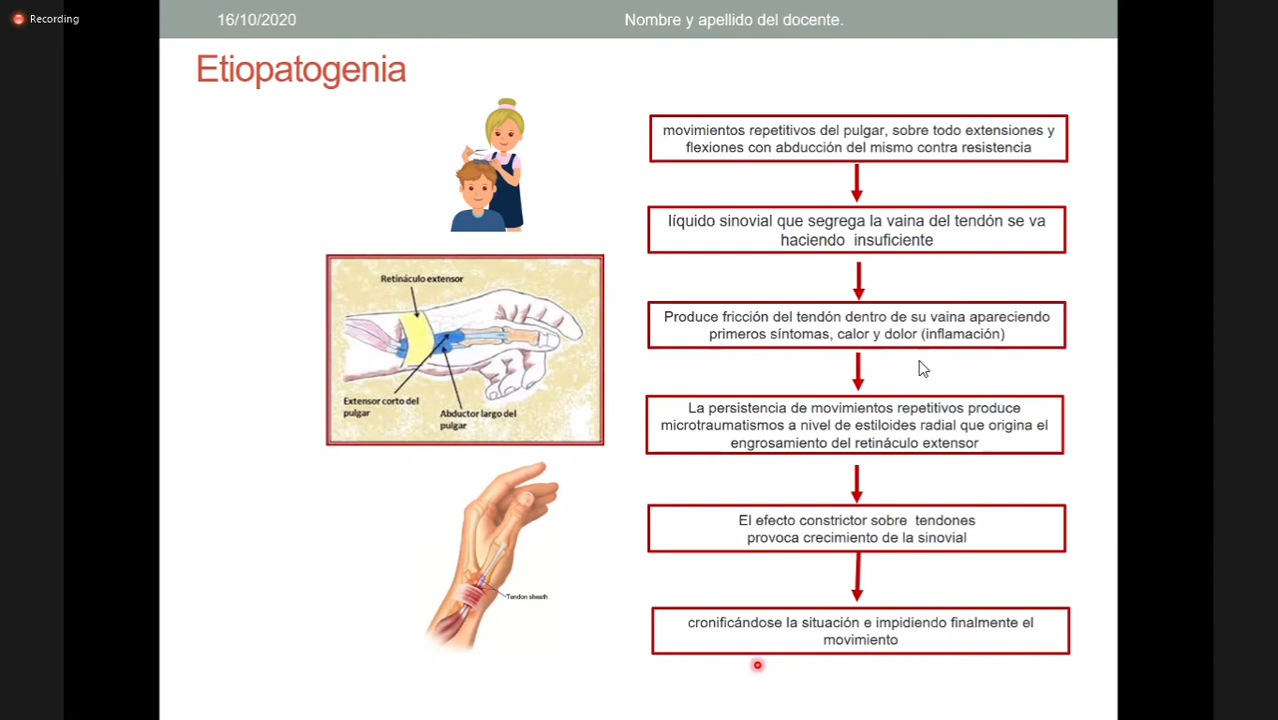 Recording
16/10/2020
Nombre y apellido del docente.
Etiopatogenia
movimientos repetitivos del pulgar, sobre todo extensiones y
flexiones con abducción del mismo contra resistencia
líquido sinovial que segrega la vaina del tendón se va
haciendo insuficiente
Produce fricción del tendón dentro de su vaina apareciendo
primeros síntomas, calor y dolor (inflamación)
La persistencia de movimientos repetitivos produce
microtraumatismos a nivel de estiloides radial que origina el
engrosamiento del retináculo extensor
El efecto constrictor sobre tendones
provoca crecimiento de la sinovial
cronificándose la situación e impidiendo finalmente el
movimiento
Retináculo extensor
Extensor corto del
pulgar
Abductor largo del
pulgar
Tendon sheath